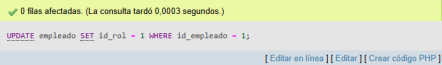 0 filas afectadas. (La consulta tardó 0,0003 segundos.)
UPDATE empleado SET id_rol = 1 WHERE id_empleado = 1;
[ Editar en línea ] [ Editar ] [ Crear código PHP ]